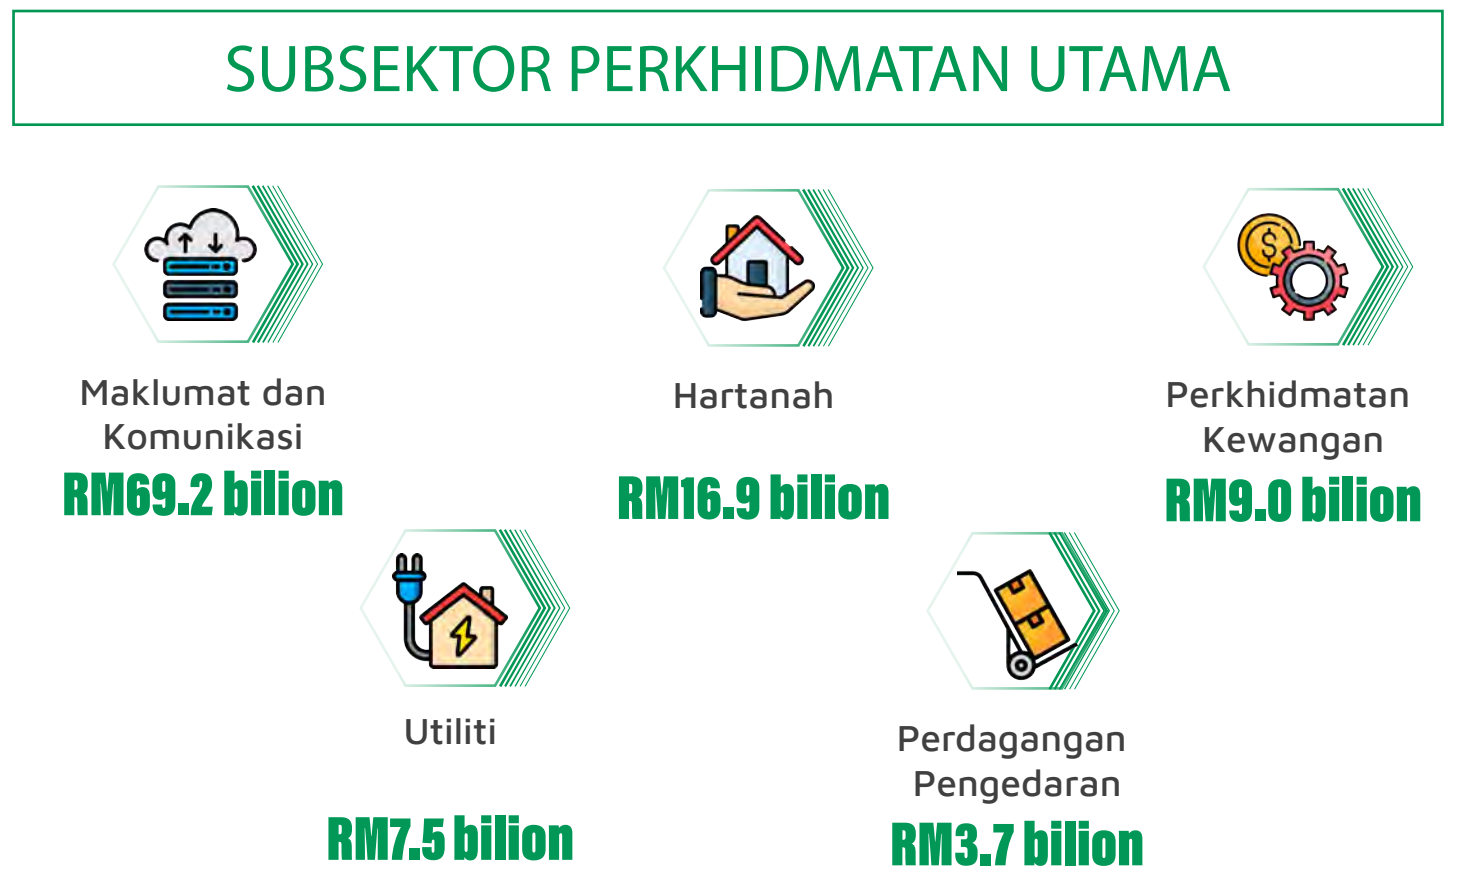 SUBSEKTOR PERKHIDMATAN UTAMA
Maklumat dan
Komunikasi
RM69.2 bilion
Hartanah
RM16.9 bilion
$
Perkhidmatan
Kewangan
RM9.0 bilion
Utiliti
RM7.5 bilion
Perdagangan
Pengedaran
RM3.7 bilion